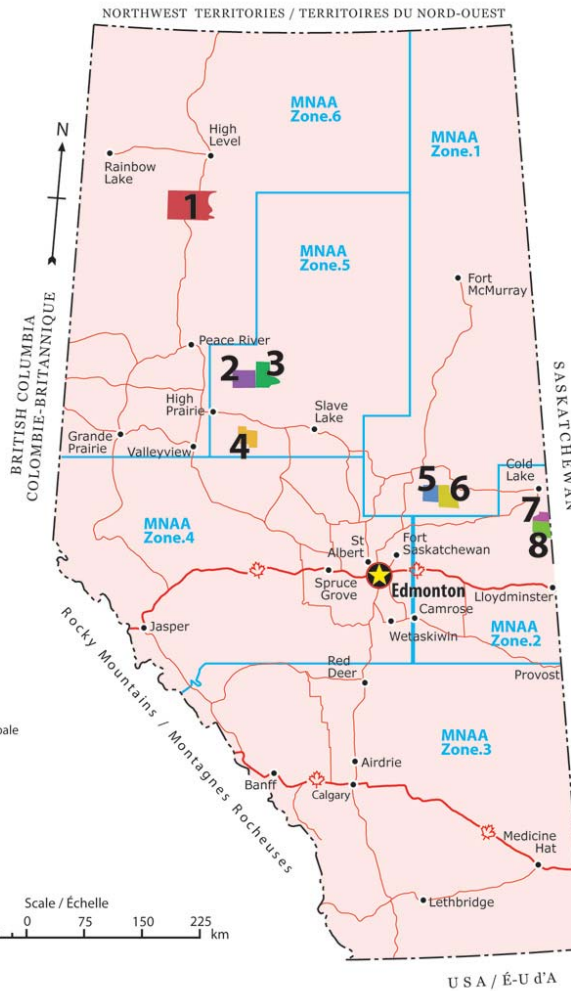 NORTHWEST TERRITORIES / TERRITOIRES DU NORD-OUEST
MNAA
Zone.6
MNAA
Zone.1
N
High
Level
Rainbow
Lake
1
MNAA
Zone.5
Fort
McMurray
BRITISH COLUMBIA
COLOMBIE-BRITANNIQUE
SASKATCHEWAN
Peace River
2
3
High
Prairie
Slave
Lake
4
Grande
Prairie
Valleyview
Cold
Lake
5
6
7
8
MNAA
Zone.4
St
Albert
Fort
Saskatchewan
Spruce
Grove
Edmonton
Lloydminster
Camrose
Wetaskiwin
MNAA
Zone.2
Jasper
Red
Deer
Provost
Rocky Mountains / Montagnes Rocheuses
MNAA
Zone.3
pale
Airdrie
Banff
Calgary
Medicine
Hat
Lethbridge
Scale / Échelle
0 75 150 225
km
USA / É-U d'A